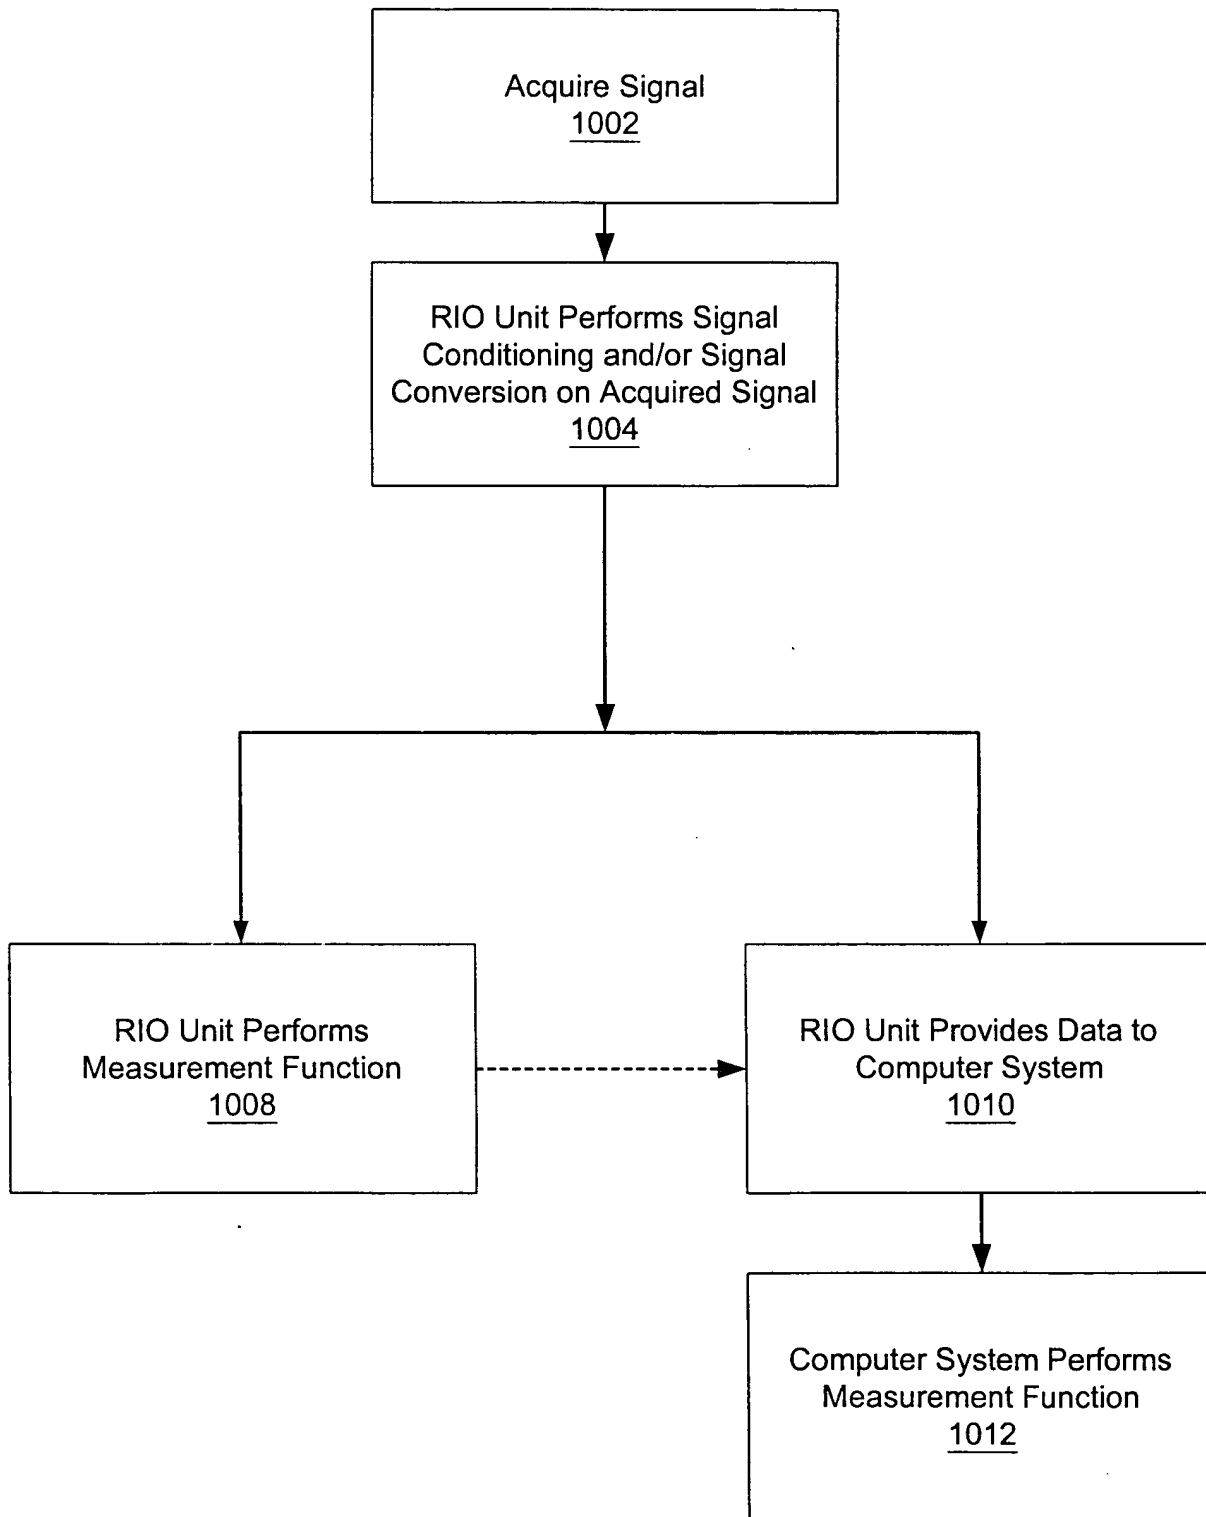 Acquire Signal
1002
RIO Unit Performs Signal
Conditioning and/or Signal
Conversion on Acquired Signal
1004
RIO Unit Performs
Measurement Function
1008
RIO Unit Provides Data to
Computer System
1010
Computer System Performs
Measurement Function
1012